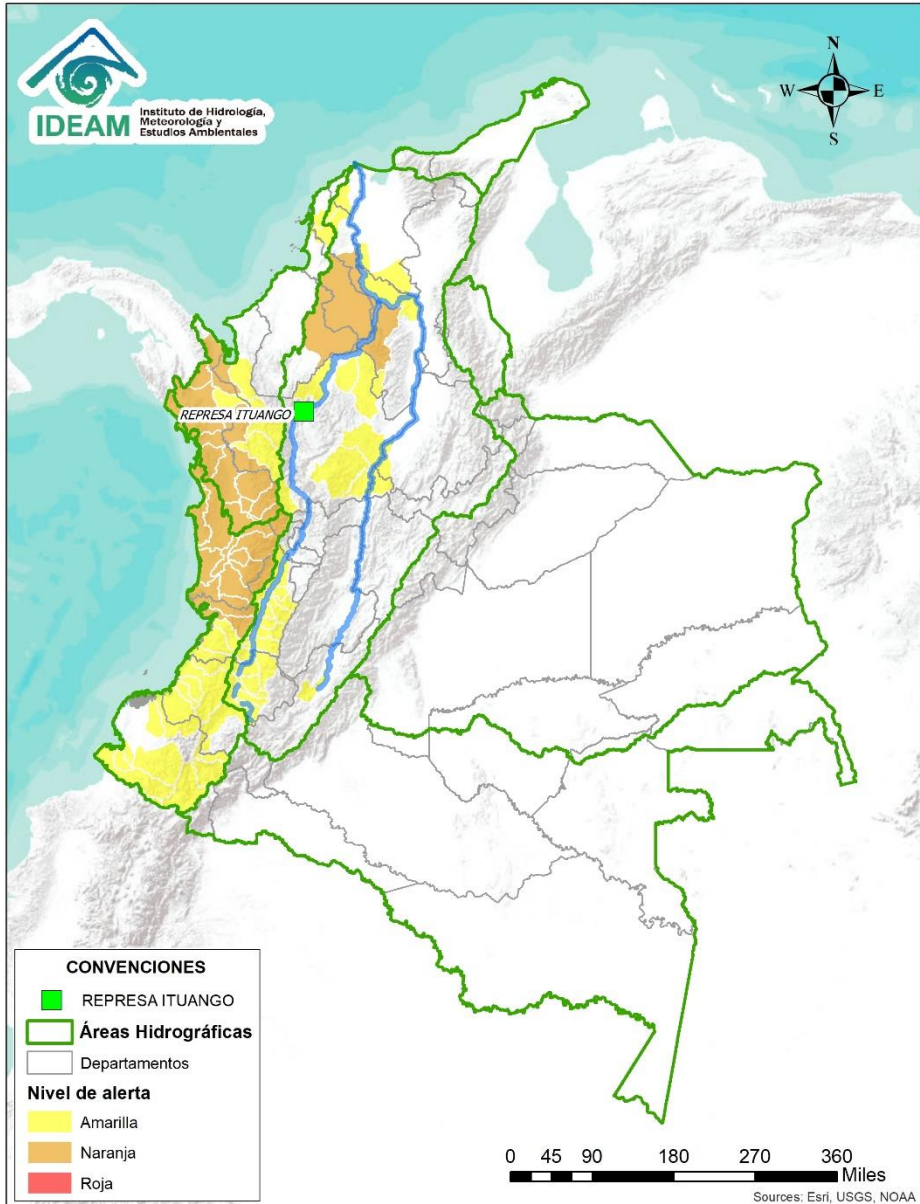 IDEAM
Instituto de Hidrología,
Meteorología y
Estudios Ambientales
N
W
E
S
REPRESA ITUANGO
CONVENCIONES
REPRESA ITUANGO
Áreas Hidrográficas
Departamentos
Nivel de alerta
Amarilla
Naranja
Roja
0 45 90 180 270 360
Miles
Sources: Esri, USGS, NOAA